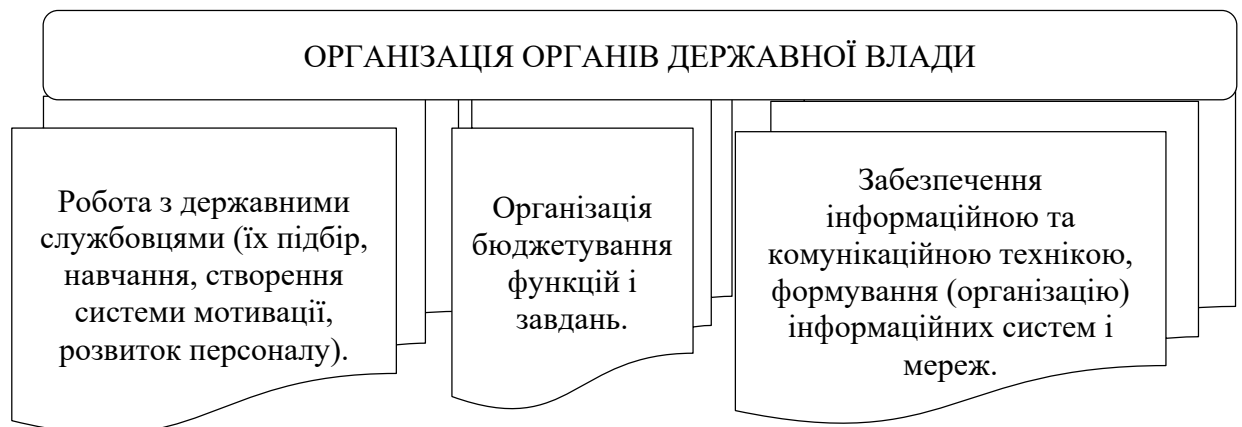 ОРГАНІЗАЦІЯ ОРГАНІВ ДЕРЖАВНОЇ ВЛАДИ
Робота з державними
службовцями (їх підбір,
навчання, створення
системи мотивації,
розвиток персоналу).
Організація
бюджетування
функцій і
завдань.
Забезпечення
інформаційною та
комунікаційною технікою,
формування (організацію)
інформаційних систем і
мереж.